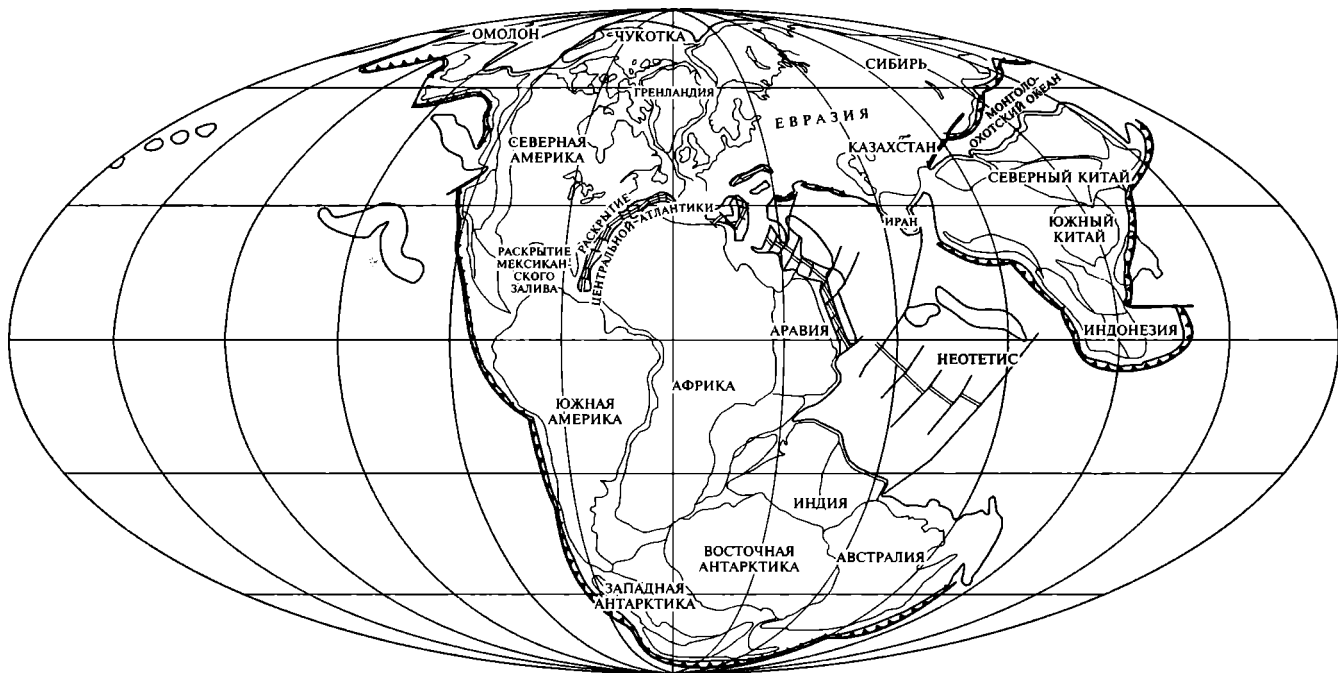 ОМОЛОН
ЧУКОТКА
СИБИРЬ
ГРЕНЛАНДИЯ
МОНГОЛО-
ОХОТСКИЙ ОКЕАН
ЕВРАЗИЯ
СЕВЕРНАЯ
АМЕРИКА
КАЗАХСТАН
СЕВЕРНЫЙ КИТАЙ
РАСКРЫТИЕ
ЦЕНТРАЛЬНОЙ АТЛАНТИКИ
ИРАН
ЮЖНЫЙ
КИТАЙ
РАСКРЫТИЕ
МЕКСИКАН-
СКОГО
ЗАЛИВА
АРАВИЯ
ИНДОНЕЗИЯ
НЕОТЕТИС
АФРИКА
ЮЖНАЯ
АМЕРИКА
ИНДИЯ
ВОСТОЧНАЯ
АНТАРКТИКА
АВСТРАЛИЯ
ЗАПАДНАЯ
АНТАРКТИКА